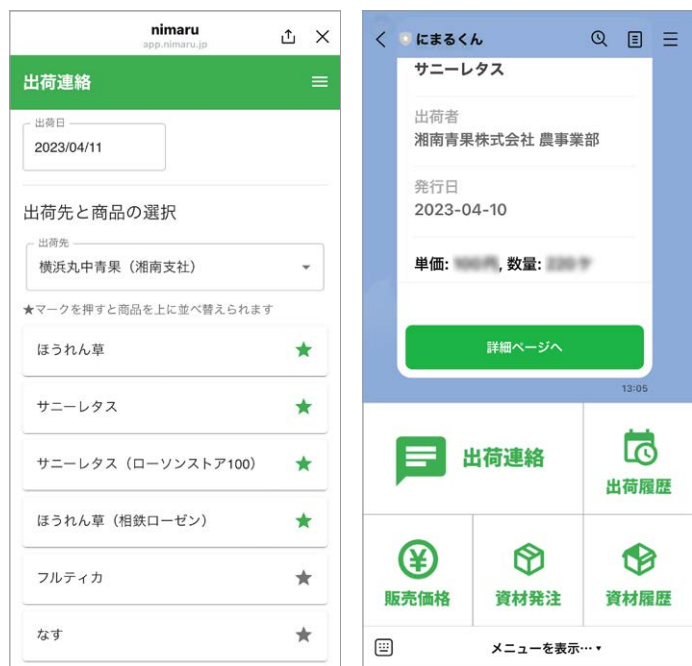 nimaru
app.nimaru.jp
出荷連絡
出荷日
2023/04/11
出荷先と商品の選択
出荷先
横浜丸中青果（湘南支社）
★マークを押すと商品を上に並べ替えられます
ほうれん草
サニーレタス
サニーレタス（ローソンストア100）
ほうれん草（相鉄ローゼン）
フルティカ
なす
にまるくん
サニーレタス
出荷者
湘南青果株式会社 農事業部
発行日
2023-04-10
単価: , 数量:
詳細ページへ
13:05
出荷連絡
出荷履歴
販売価格
資材発注
資材履歴
メニューを表示…▾